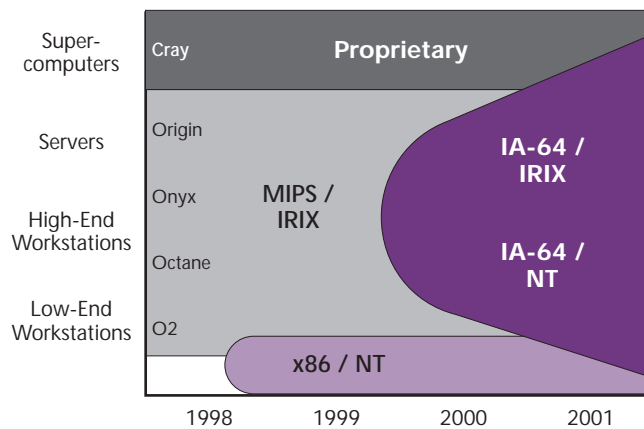 Super-
computers
Cray
Proprietary
Servers
Origin
IA-64 /
IRIX
Onyx
MIPS /
IRIX
High-End
Workstations
Octane
IA-64 /
NT
Low-End
Workstations
O2
x86 / NT
1998 1999 2000 2001